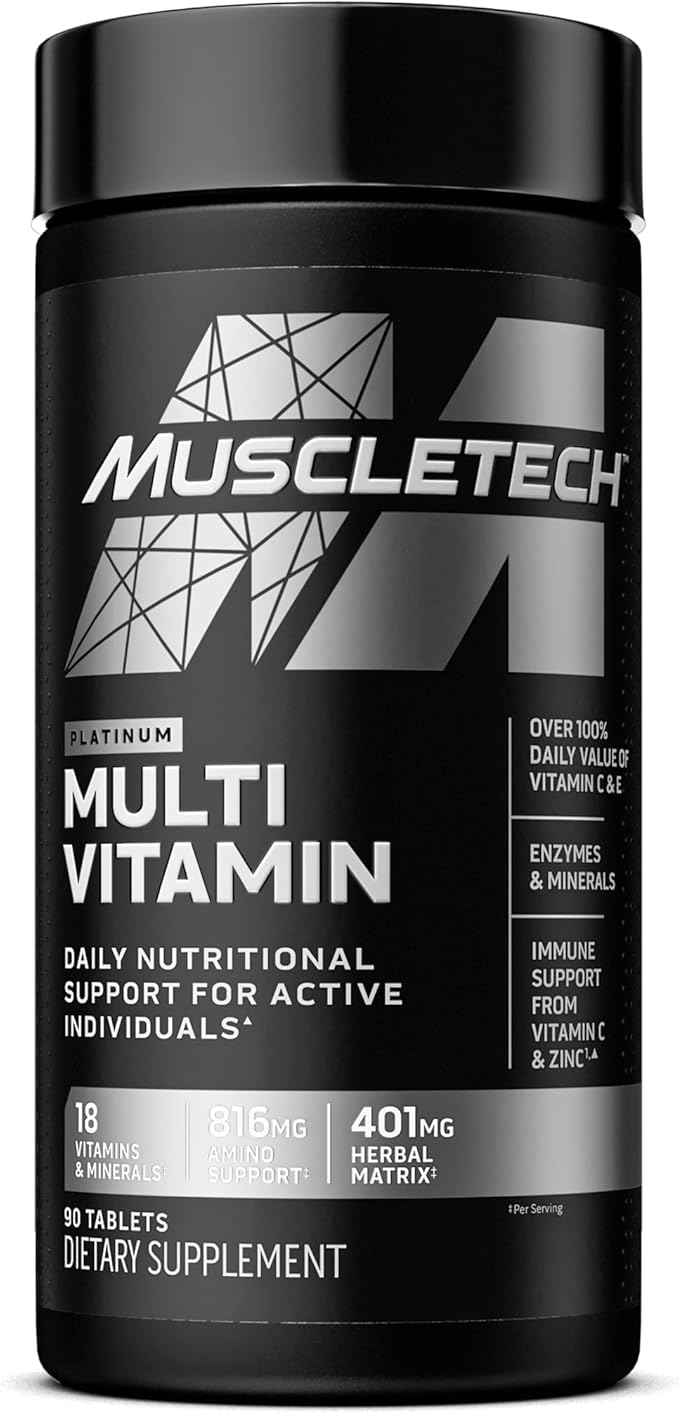 MUSCLETECH™
PLATINUM
MULTI
VITAMIN
DAILY NUTRITIONAL
SUPPORT FOR ACTIVE
INDIVIDUALS▲
OVER 100%
DAILY VALUE OF
VITAMIN C & E
ENZYMES
& MINERALS
IMMUNE
SUPPORT
FROM
VITAMIN C
& ZINC¹,▲
18
VITAMINS
& MINERALS‡
816MG
AMINO
SUPPORT‡
401MG
HERBAL
MATRIX‡
‡Per Serving
90 TABLETS
DIETARY SUPPLEMENT